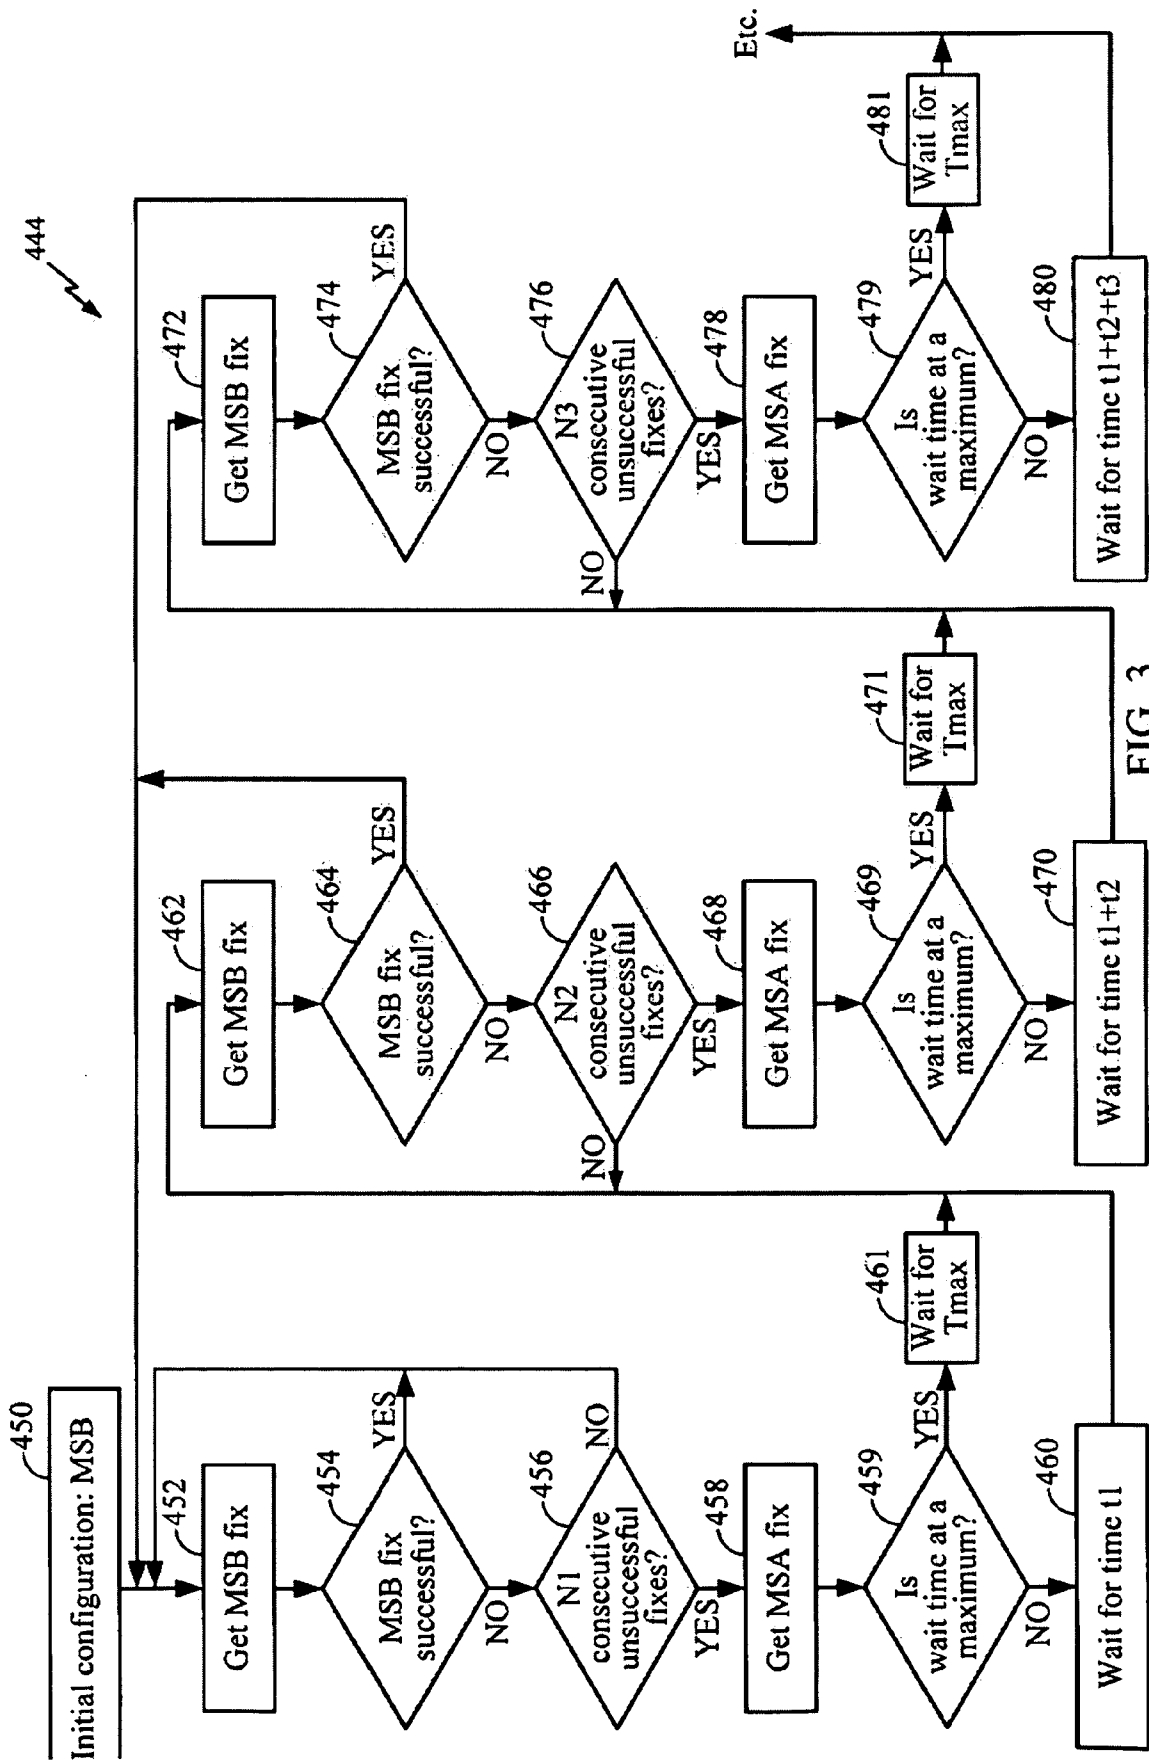 444
450
Initial configuration: MSB
452
Get MSB fix
454
MSB fix
successful?
YES
NO
456
N1
consecutive
unsuccessful
fixes?
NO
YES
458
Get MSA fix
459
Is
wait time at a
maximum?
YES
NO
461
Wait for
Tmax
460
Wait for time t1
462
Get MSB fix
464
MSB fix
successful?
YES
NO
466
N2
consecutive
unsuccessful
fixes?
NO
YES
468
Get MSA fix
469
Is
wait time at a
maximum?
YES
NO
471
Wait for
Tmax
470
Wait for time t1+t2
472
Get MSB fix
474
MSB fix
successful?
YES
NO
476
N3
consecutive
unsuccessful
fixes?
NO
YES
478
Get MSA fix
479
Is
wait time at a
maximum?
YES
NO
481
Wait for
Tmax
480
Wait for time t1+t2+t3
Etc.
FIG. 3